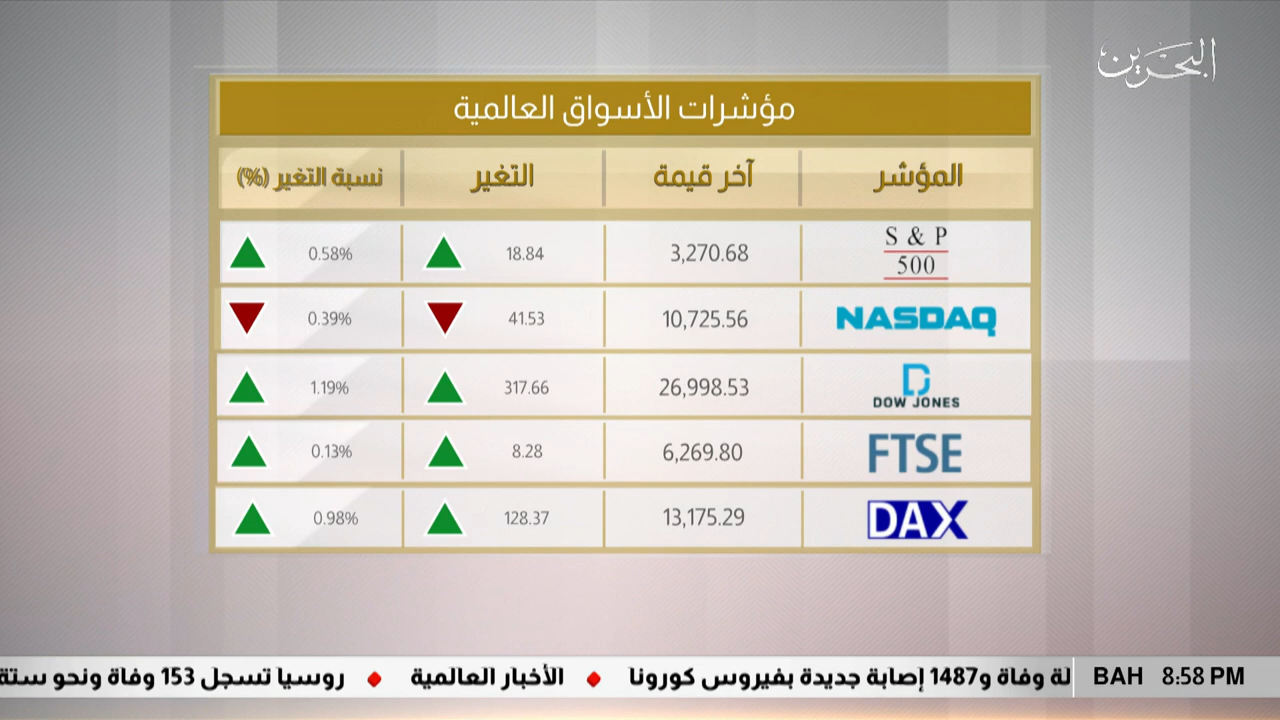 البحرين
مؤشرات الأسواق العالمية
المؤشر آخر قيمة التغير نسبة التغير (%)
S & P
500 3,270.68 18.84 0.58%
NASDAQ 10,725.56 41.53 0.39%
DOW JONES 26,998.53 317.66 1.19%
FTSE 6,269.80 8.28 0.13%
DAX 13,175.29 128.37 0.98%
وفاة و1487 إصابة جديدة بفيروس كورونا الأخبار العالمية روسيا تسجل 153 وفاة ونحو ستة
BAH 8:58 PM